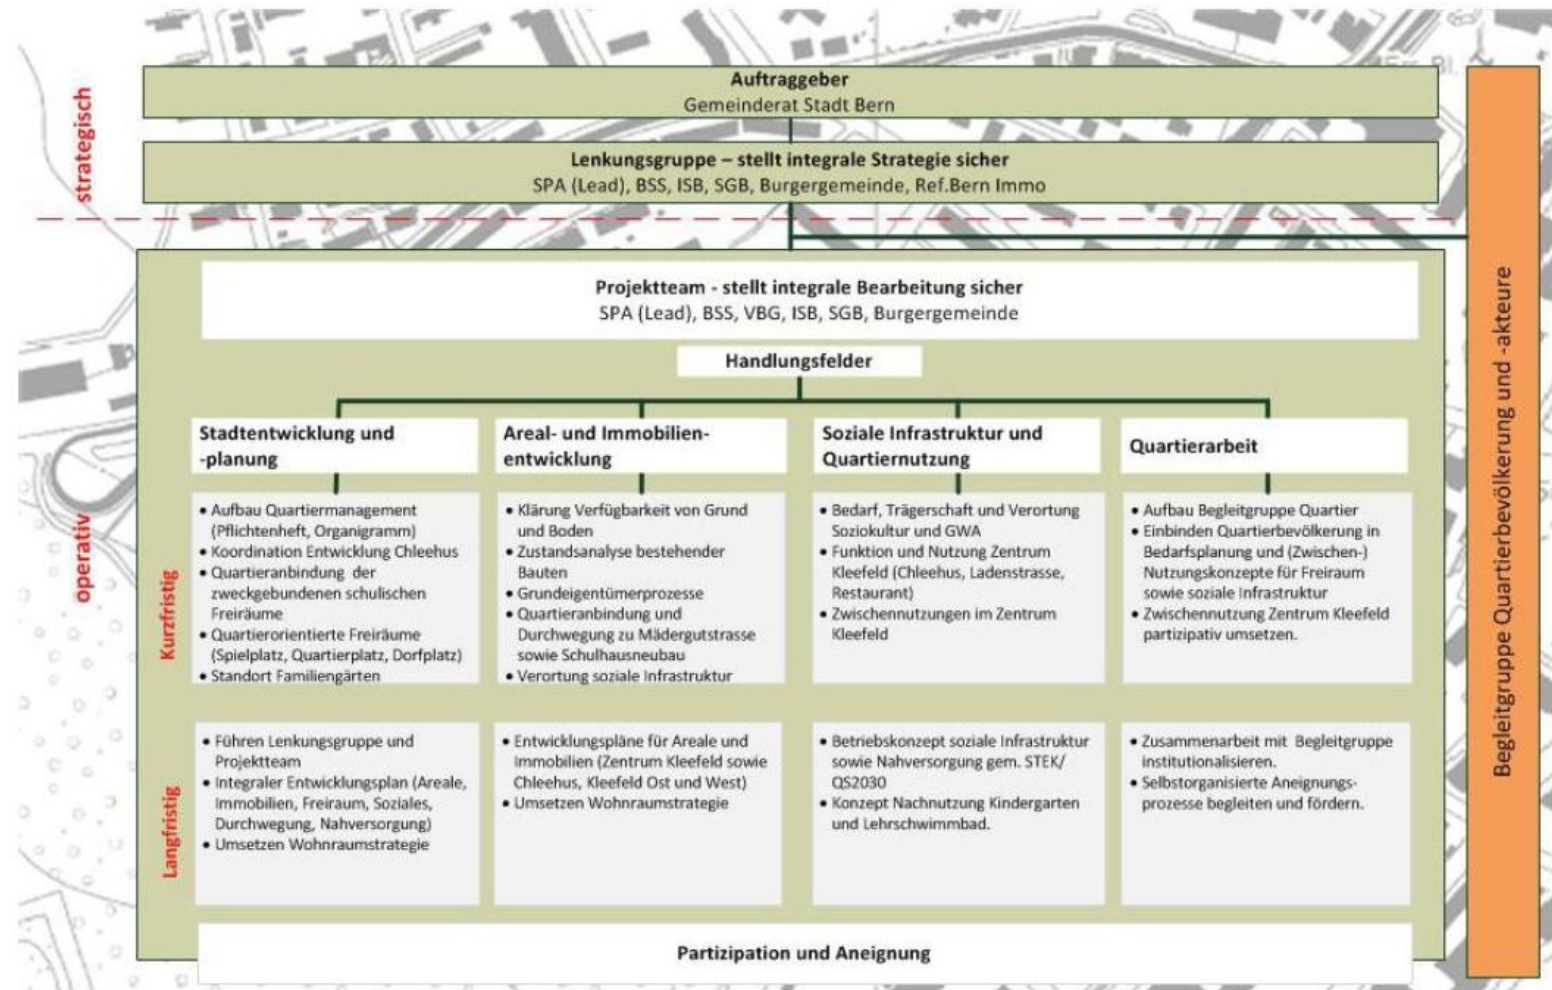 Auftraggeber
Gemeinderat Stadt Bern
strategisch
Lenkungsgruppe – stellt integrale Strategie sicher
SPA (Lead), BSS, ISB, SGB, Burgergemeinde, Ref.Bern Immo
Projektteam - stellt integrale Bearbeitung sicher
SPA (Lead), BSS, VBG, ISB, SGB, Burgergemeinde
Handlungsfelder
operativ
Stadtentwicklung und
-planung
Areal- und Immobilien-
entwicklung
Soziale Infrastruktur und
Quartiernutzung
Quartierarbeit
Kurzfristig
• Aufbau Quartiermanagement
(Pflichtenheft, Organigramm)
• Koordination Entwicklung Chleehus
• Quartieranbindung der
zweckgebundenen schulischen
Freiräume
• Quartierorientierte Freiräume
(Spielplatz, Quartierplatz, Dorfplatz)
• Standort Familiengärten
• Klärung Verfügbarkeit von Grund
und Boden
• Zustandsanalyse bestehender
Bauten
• Grundeigentümerprozesse
• Quartieranbindung und
Durchwegung zu Mädergutstrasse
sowie Schulhausneubau
• Verortung soziale Infrastruktur
• Bedarf, Trägerschaft und Verortung
Soziokultur und GWA
• Funktion und Nutzung Zentrum
Kleefeld (Chleehus, Ladenstrasse,
Restaurant)
• Zwischennutzungen im Zentrum
Kleefeld
• Aufbau Begleitgruppe Quartier
• Einbinden Quartierbevölkerung in
Bedarfsplanung und (Zwischen-)
Nutzungskonzepte für Freiraum
sowie soziale Infrastruktur
• Zwischennutzung Zentrum Kleefeld
partizipativ umsetzen.
Langfristig
• Führen Lenkungsgruppe und
Projektteam
• Integraler Entwicklungsplan (Areale,
Immobilien, Freiraum, Soziales,
Durchwegung, Nahversorgung)
• Umsetzen Wohnraumstrategie
• Entwicklungspläne für Areale und
Immobilien (Zentrum Kleefeld sowie
Chleehus, Kleefeld Ost und West)
• Umsetzen Wohnraumstrategie
• Betriebskonzept soziale Infrastruktur
sowie Nahversorgung gem. STEK/
QS2030
• Konzept Nachnutzung Kindergarten
und Lehrschwimmbad.
• Zusammenarbeit mit Begleitgruppe
institutionalisieren.
• Selbstorganisierte Aneignungs-
prozesse begleiten und fördern.
Partizipation und Aneignung
Begleitgruppe Quartierbevölkerung und -akteure